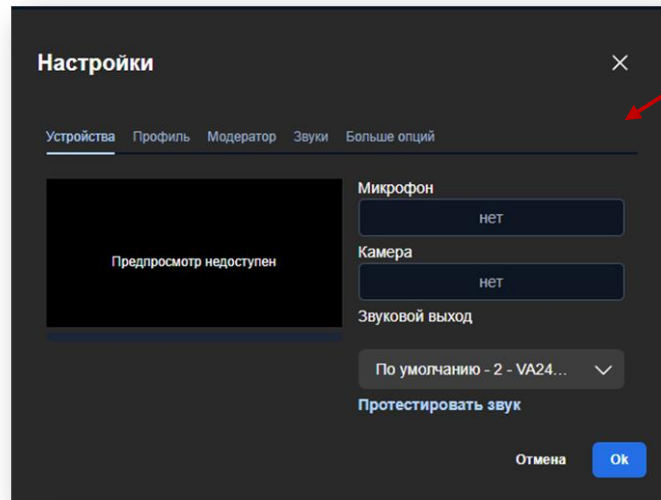 Настройки
Устройства Профиль Модератор Звуки Больше опций
Предпросмотр недоступен
Микрофон
нет
Камера
нет
Звуковой выход
По умолчанию - 2 - VA24...
Протестировать звук
Отмена Ok